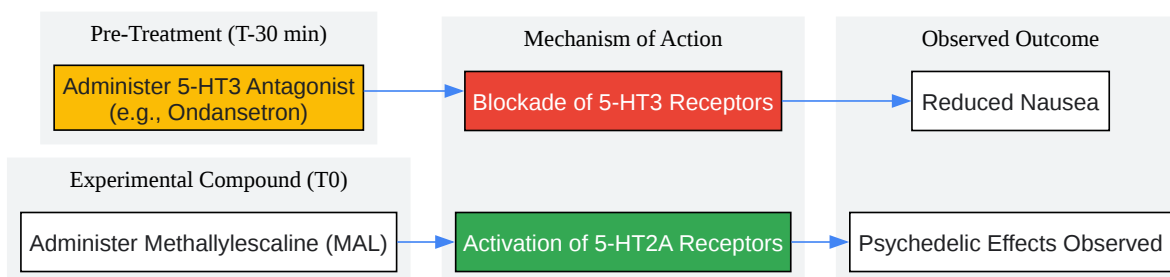 Pre-Treatment (T-30 min)
Mechanism of Action
Observed Outcome
Administer 5-HT3 Antagonist
(e.g., Ondansetron)
Blockade of 5-HT3 Receptors
Reduced Nausea
Experimental Compound (T0)
Administer Methallylescaline (MAL)
Activation of 5-HT2A Receptors
Psychedelic Effects Observed